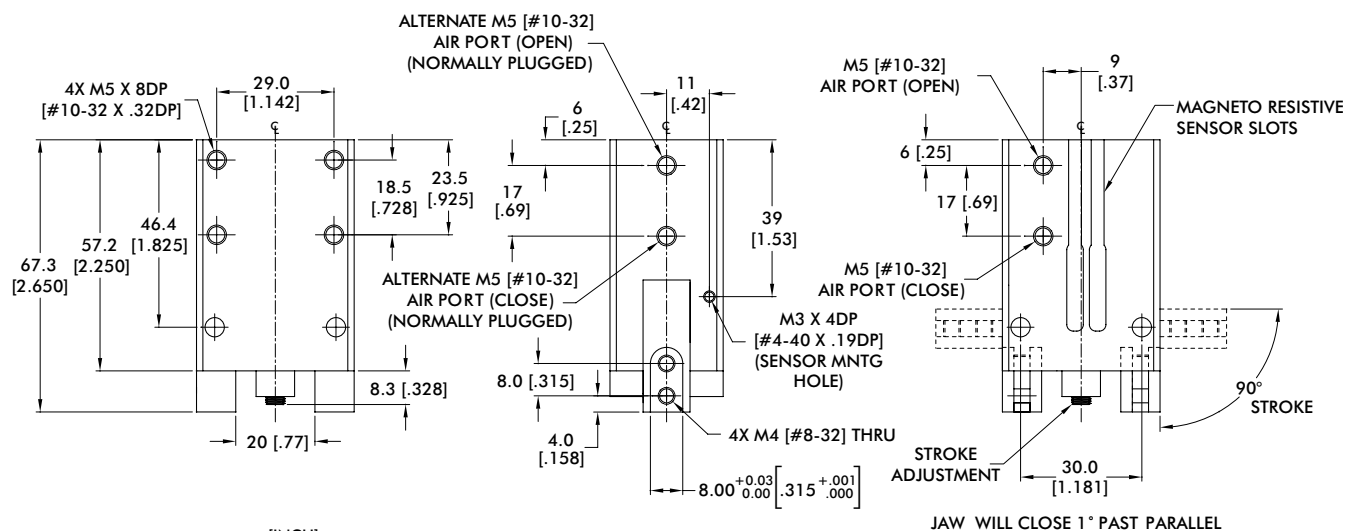 4X M5 X 8DP
[#10-32 X .32DP]
29.0
[1.142]
℄
67.3
[2.650]
57.2
[2.250]
46.4
[1.825]
18.5
[.728]
23.5
[.925]
8.3 [.328]
20 [.77]
ALTERNATE M5 [#10-32]
AIR PORT (OPEN)
(NORMALLY PLUGGED)
11
[.42]
℄
6
[.25]
17
[.69]
39
[1.53]
ALTERNATE M5 [#10-32]
AIR PORT (CLOSE)
(NORMALLY PLUGGED)
M3 X 4DP
[#4-40 X .19DP]
(SENSOR MNTG
HOLE)
8.0 [.315]
4.0
[.158]
4X M4 [#8-32] THRU
8.00 +0.03 0.00 [.315 +.001 .000]
M5 [#10-32]
AIR PORT (OPEN)
9
[.37]
℄
MAGNETO RESISTIVE
SENSOR SLOTS
6 [.25]
17 [.69]
M5 [#10-32]
AIR PORT (CLOSE)
90°
STROKE
STROKE
ADJUSTMENT
30.0
[1.181]
JAW WILL CLOSE 1° PAST PARALLEL